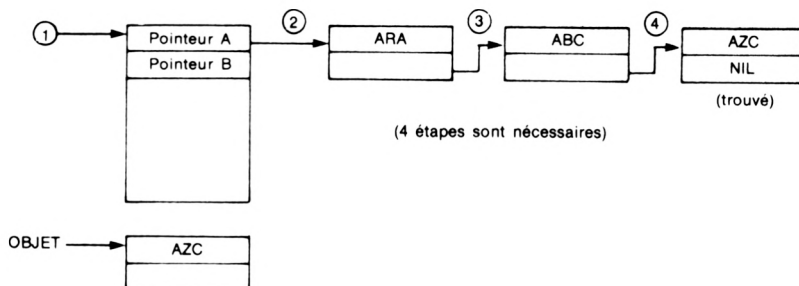 1
Pointeur A
Pointeur B
2
ARA
3
ABC
4
AZC
NIL
(trouvé)
(4 étapes sont nécessaires)
OBJET
AZC